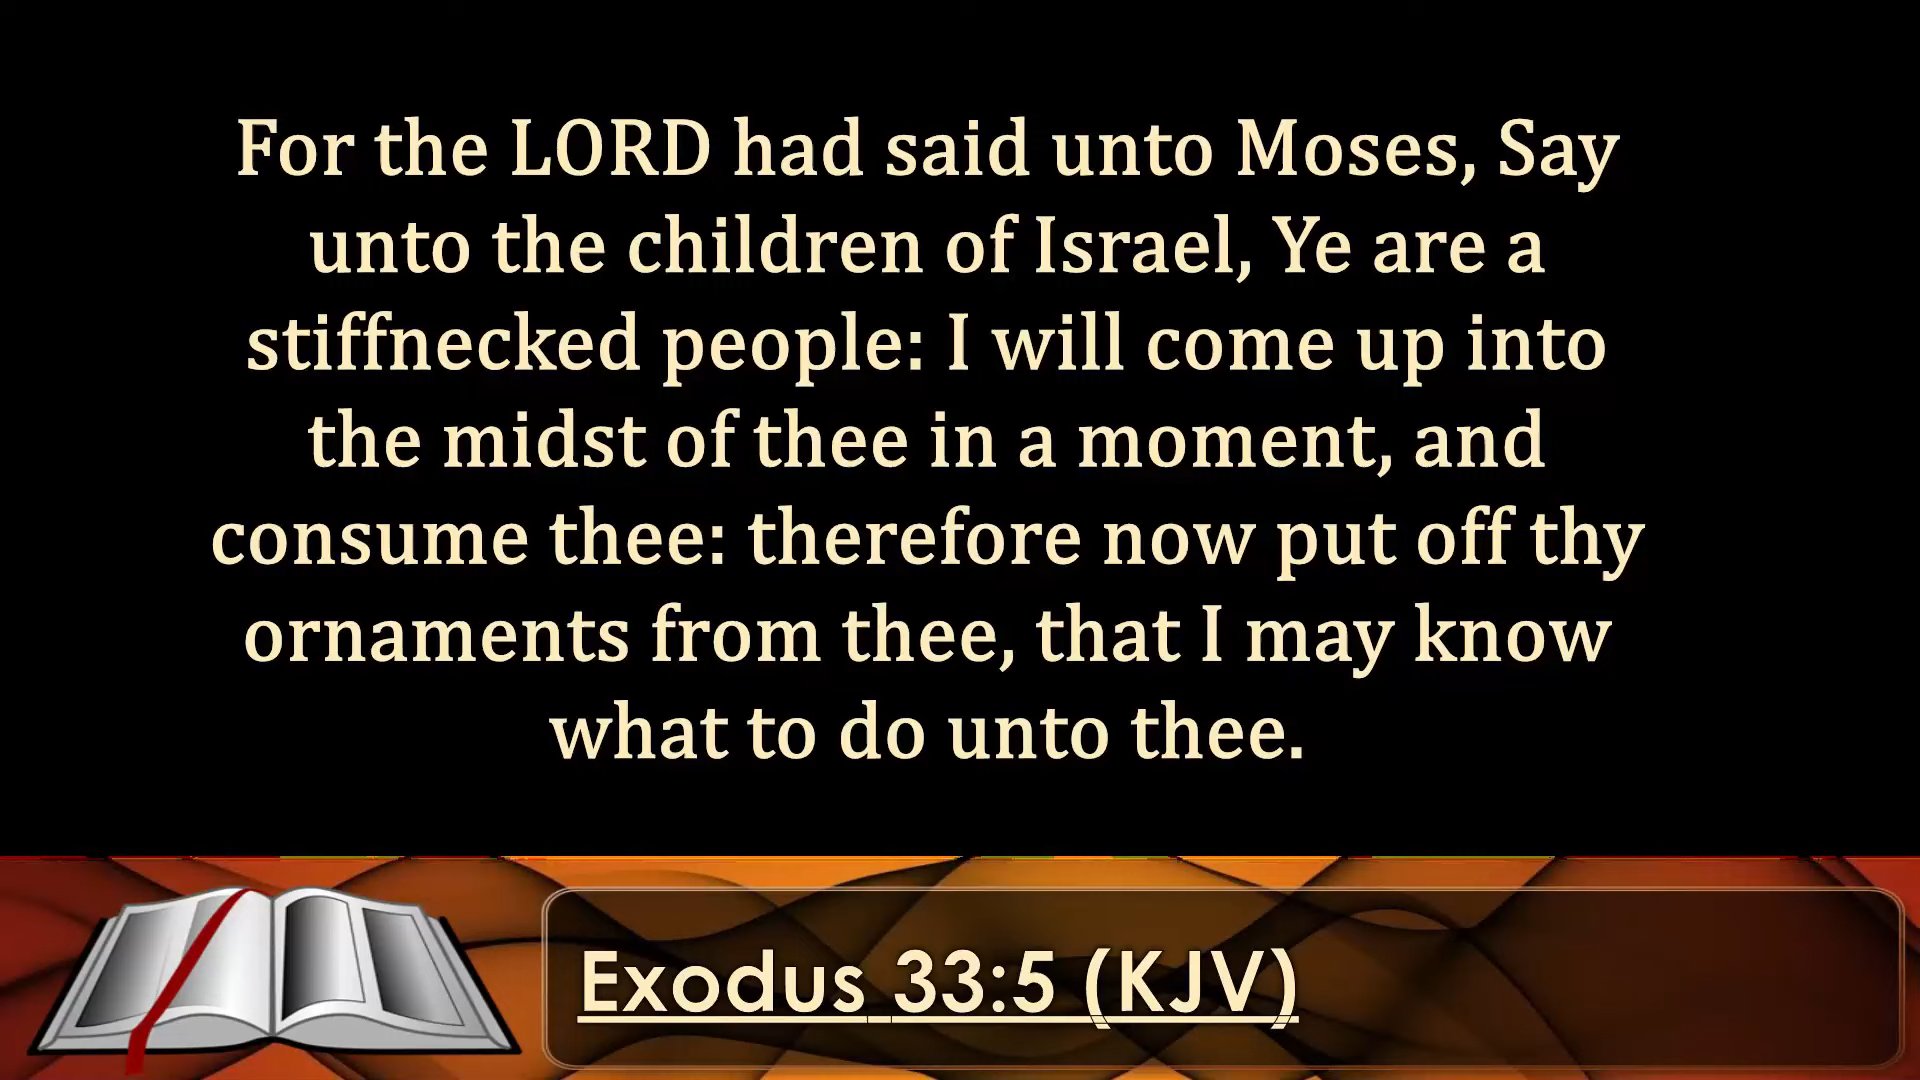 For the LORD had said unto Moses, Say
unto the children of Israel, Ye are a
stiffnecked people: I will come up into
the midst of thee in a moment, and
consume thee: therefore now put off thy
ornaments from thee, that I may know
what to do unto thee.
Exodus 33:5 (KJV)